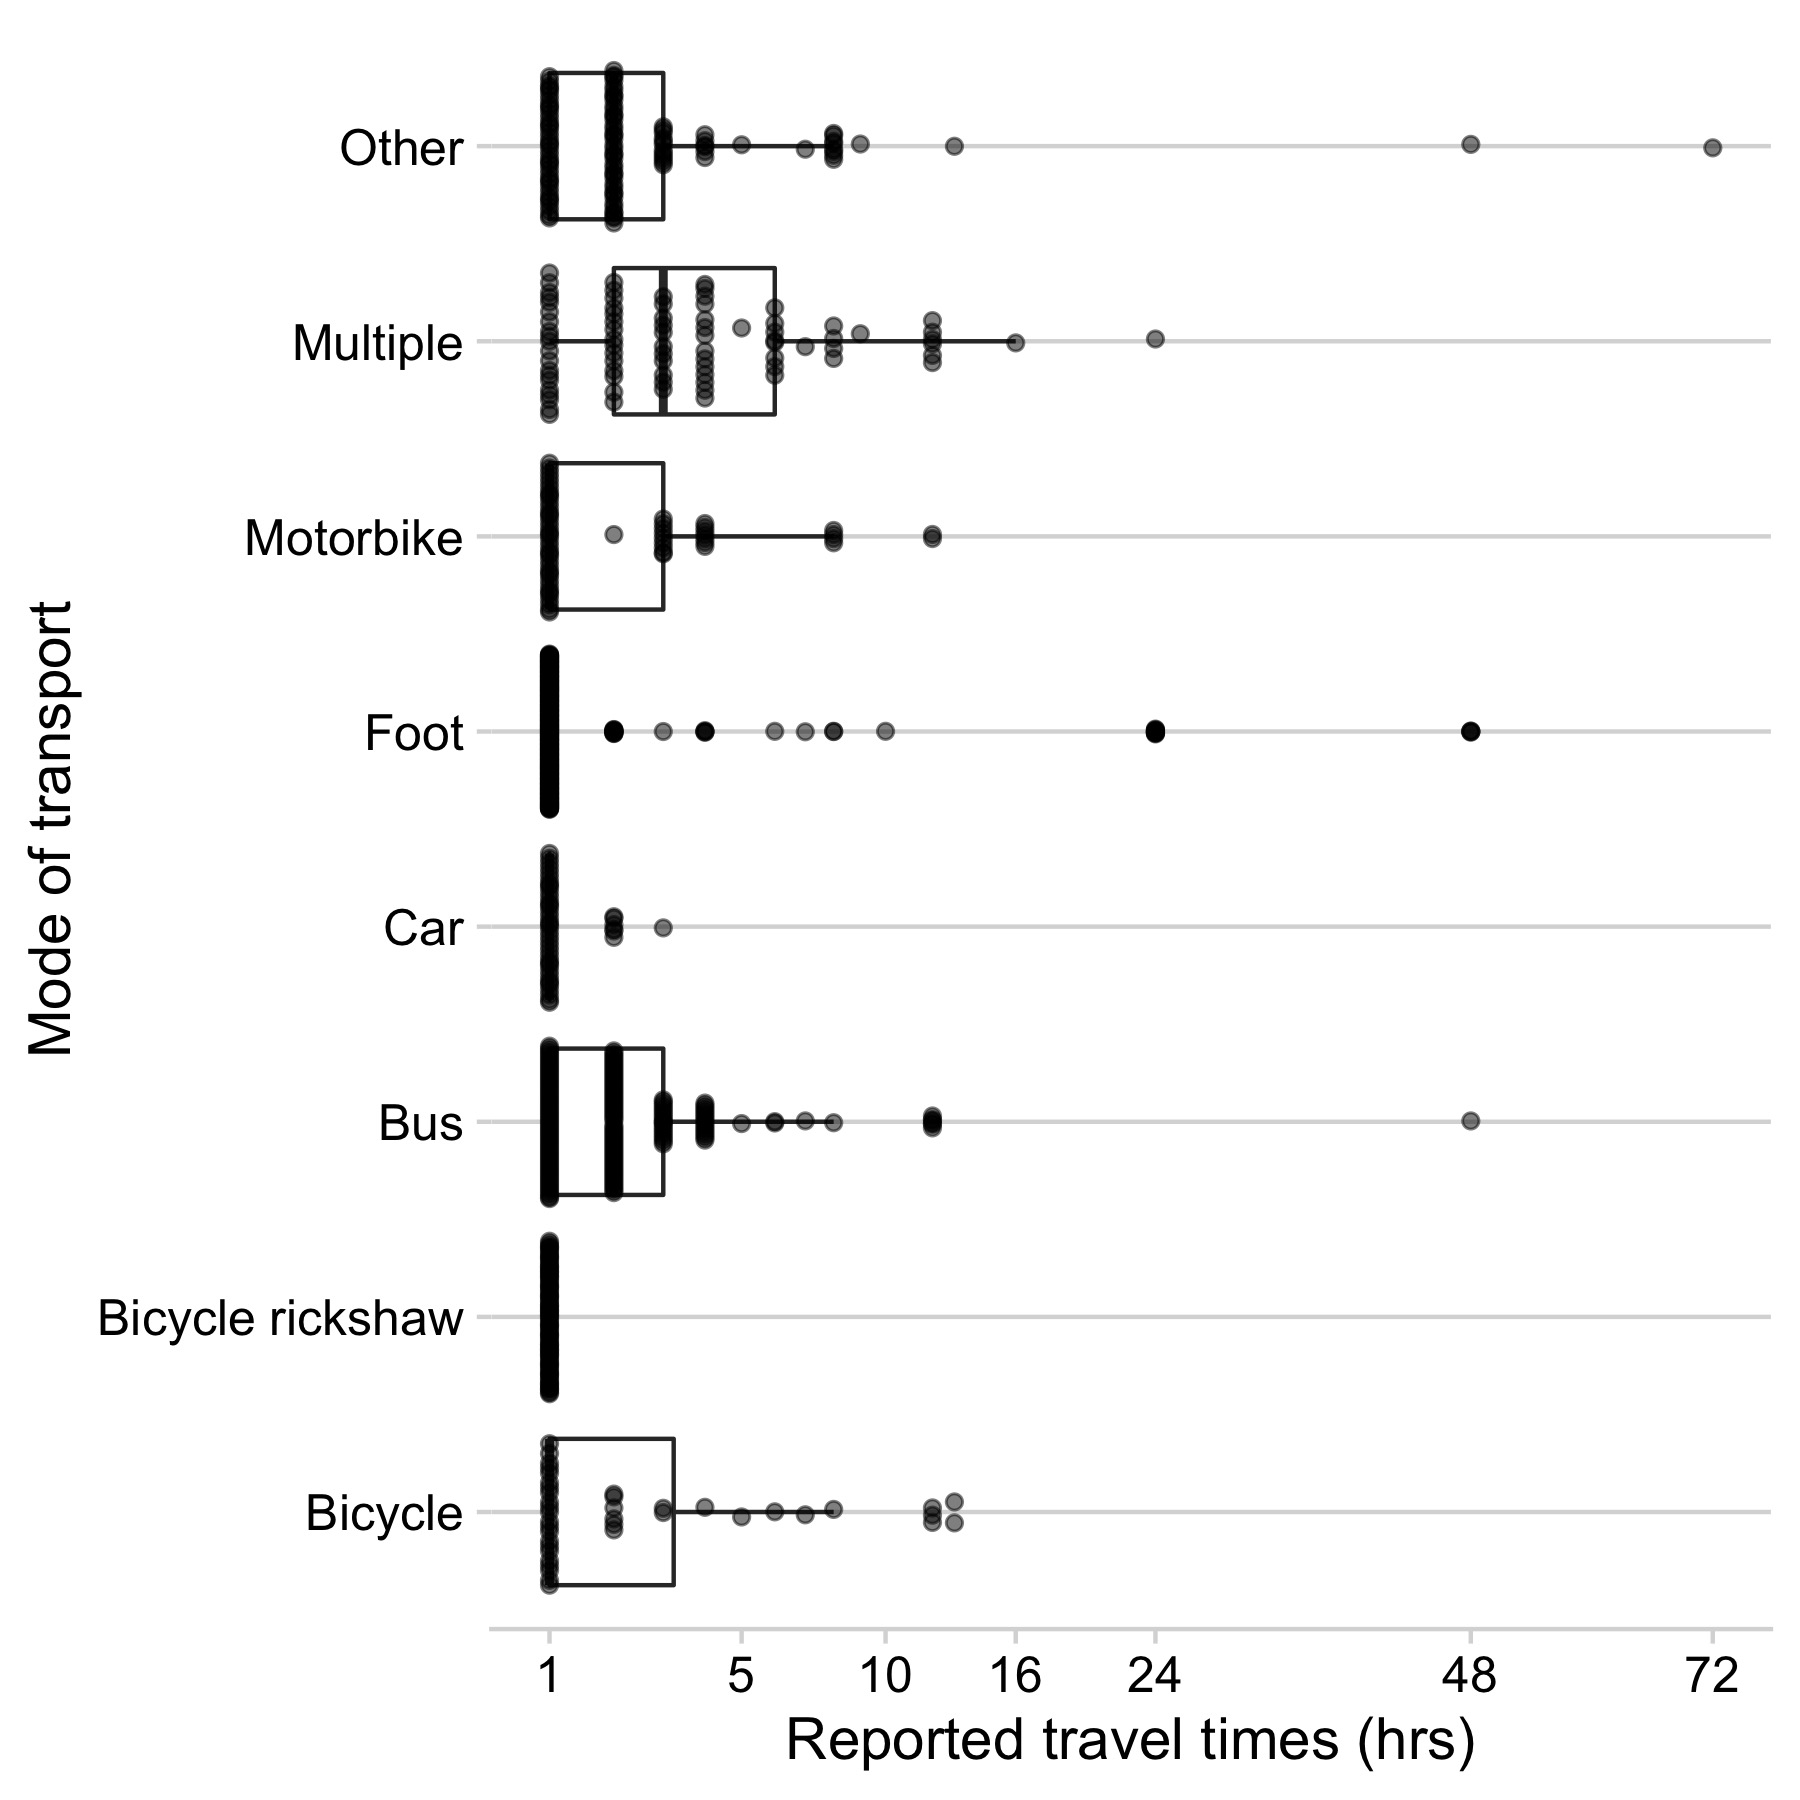 Other
Multiple
Motorbike
Foot
Car
Bus
Bicycle rickshaw
Bicycle
Mode of transport
1 5 10 16 24 48 72
Reported travel times (hrs)